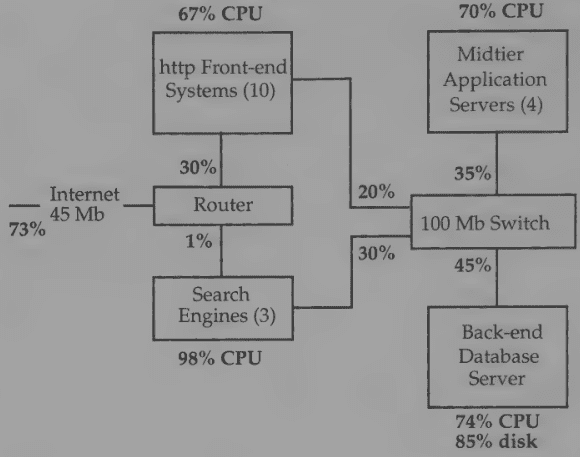 67% CPU
http Front-end
Systems (10)
70% CPU
Midtier
Application
Servers (4)
30%
35%
Internet
45 Mb
73%
Router
20%
100 Mb Switch
1%
30%
45%
Search
Engines (3)
98% CPU
Back-end
Database
Server
74% CPU
85% disk